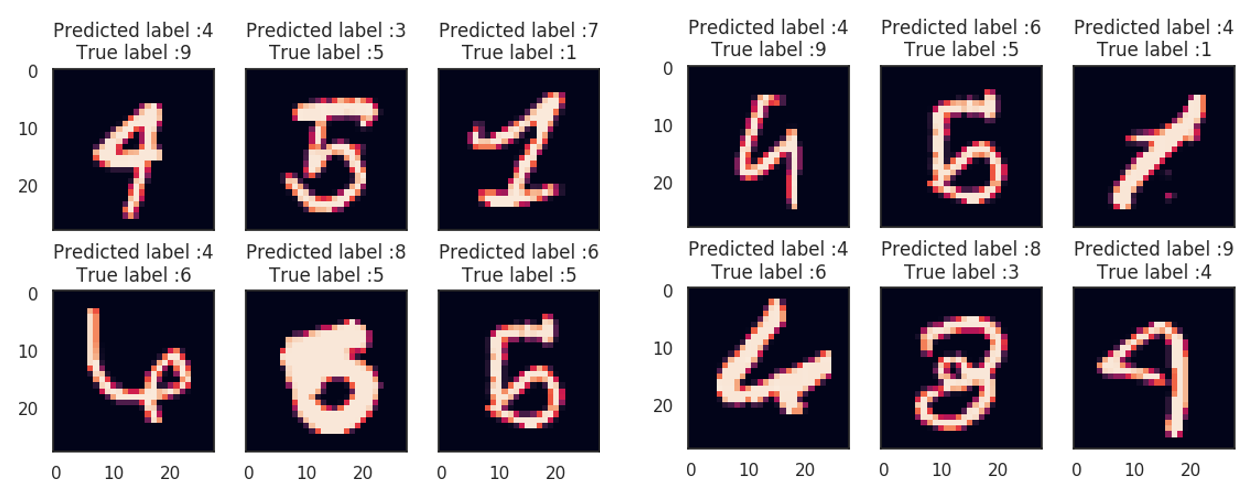 Predicted label :4
True label :9
Predicted label :3
True label :5
Predicted label :7
True label :1
0
10
20
Predicted label :4
True label :6
Predicted label :8
True label :5
Predicted label :6
True label :5
0
10
20
0 10 20
0 10 20
0 10 20
Predicted label :4
True label :9
Predicted label :6
True label :5
Predicted label :4
True label :1
0
10
20
Predicted label :4
True label :6
Predicted label :8
True label :3
Predicted label :9
True label :4
0
10
20
0 10 20
0 10 20
0 10 20